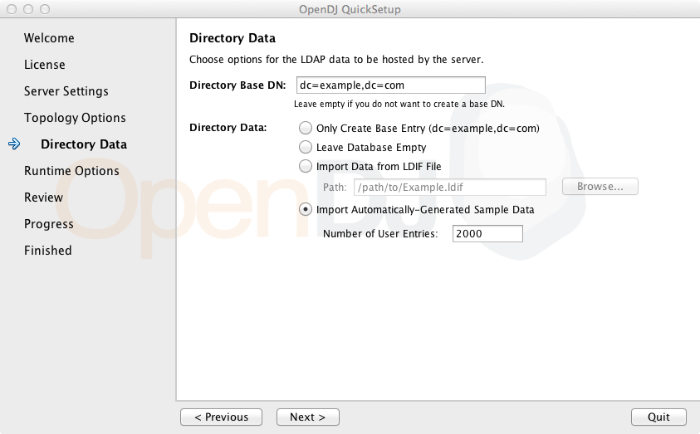 OpenDJ QuickSetup
Welcome
License
Server Settings
Topology Options
Directory Data
Runtime Options
Review
Progress
Finished
Directory Data
Choose options for the LDAP data to be hosted by the server.
Directory Base DN: dc=example,dc=com
Leave empty if you do not want to create a base DN.
Directory Data: Only Create Base Entry (dc=example,dc=com)
Leave Database Empty
Import Data from LDIF File
Path: /path/to/Example.ldif Browse...
Import Automatically-Generated Sample Data
Number of User Entries: 2000
OpenDJ
< Previous Next > Quit